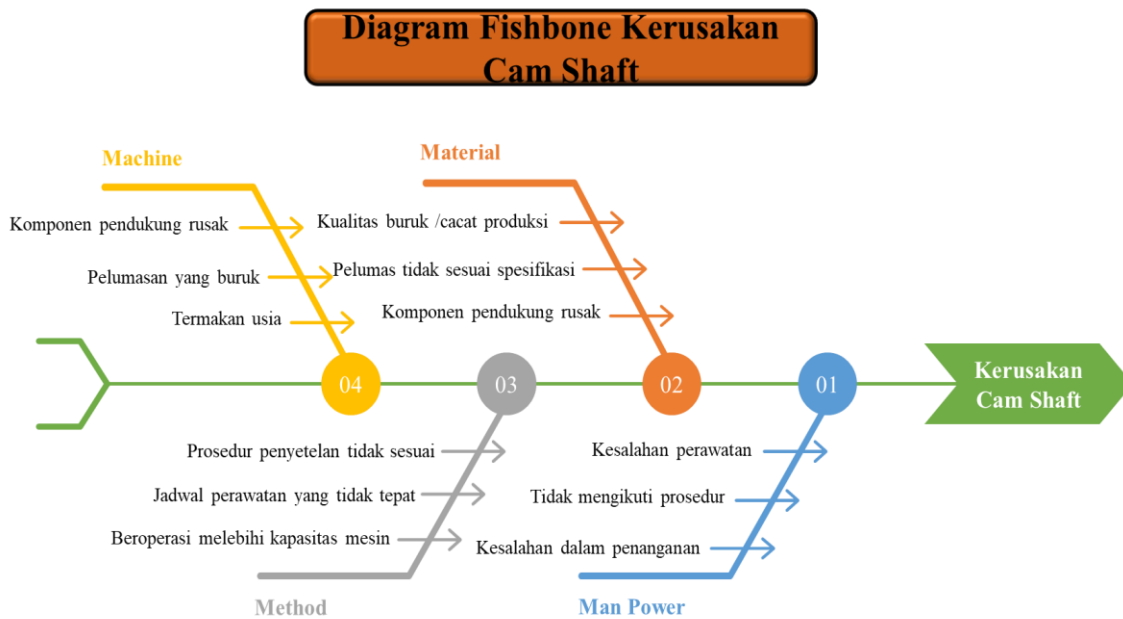 Diagram Fishbone Kerusakan
Cam Shaft
Machine
Komponen pendukung rusak
Pelumasan yang buruk
Termakan usia
Material
Kualitas buruk /cacat produksi
Pelumas tidak sesuai spesifikasi
Komponen pendukung rusak
04
03
02
01
Kerusakan
Cam Shaft
Prosedur penyetelan tidak sesuai
Jadwal perawatan yang tidak tepat
Beroperasi melebihi kapasitas mesin
Method
Kesalahan perawatan
Tidak mengikuti prosedur
Kesalahan dalam penanganan
Man Power